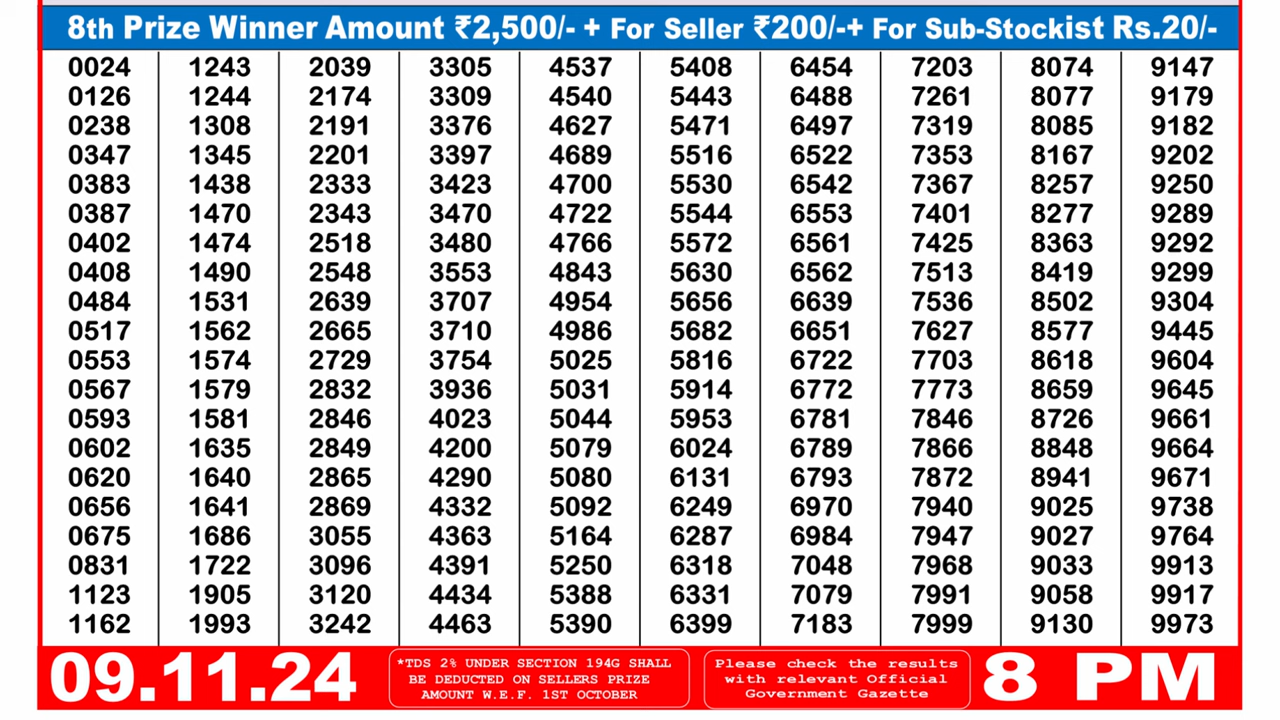 8th Prize Winner Amount ₹2,500/- + For Seller ₹200/-+ For Sub-Stockist Rs.20/-
0024 1243 2039 3305 4537 5408 6454 7203 8074 9147
0126 1244 2174 3309 4540 5443 6488 7261 8077 9179
0238 1308 2191 3376 4627 5471 6497 7319 8085 9182
0347 1345 2201 3397 4689 5516 6522 7353 8167 9202
0383 1438 2333 3423 4700 5530 6542 7367 8257 9250
0387 1470 2343 3470 4722 5544 6553 7401 8277 9289
0402 1474 2518 3480 4766 5572 6561 7425 8363 9292
0408 1490 2548 3553 4843 5630 6562 7513 8419 9299
0484 1531 2639 3707 4954 5656 6639 7536 8502 9304
0517 1562 2665 3710 4986 5682 6651 7627 8577 9445
0553 1574 2729 3754 5025 5816 6722 7703 8618 9604
0567 1579 2832 3936 5031 5914 6772 7773 8659 9645
0593 1581 2846 4023 5044 5953 6781 7846 8726 9661
0602 1635 2849 4200 5079 6024 6789 7866 8848 9664
0620 1640 2865 4290 5080 6131 6793 7872 8941 9671
0656 1641 2869 4332 5092 6249 6970 7940 9025 9738
0675 1686 3055 4363 5164 6287 6984 7947 9027 9764
0831 1722 3096 4391 5250 6318 7048 7968 9033 9913
1123 1905 3120 4434 5388 6331 7079 7991 9058 9917
1162 1993 3242 4463 5390 6399 7183 7999 9130 9973
09.11.24
*TDS 2% UNDER SECTION 194G SHALL
BE DEDUCTED ON SELLERS PRIZE
AMOUNT W.E.F. 1ST OCTOBER
Please check the results
with relevant Official
Government Gazette
8 PM